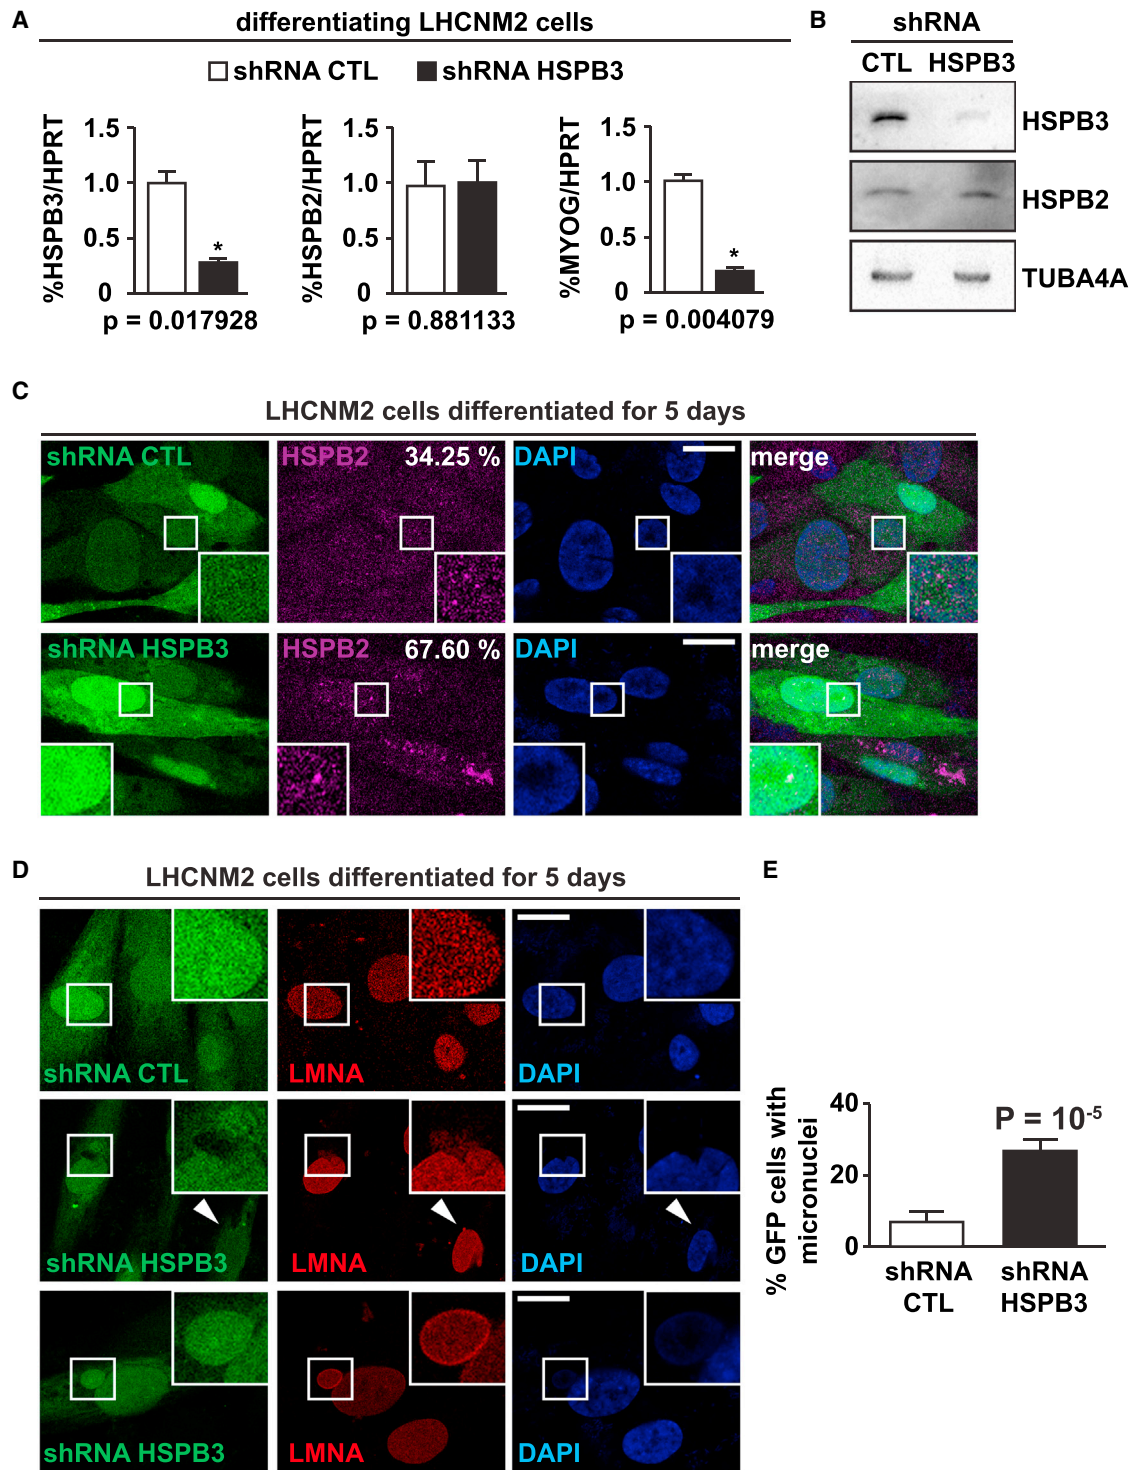 A
differentiating LHCNM2 cells
shRNA CTL
shRNA HSPB3
%HSPB3/HPRT
1.5
1.0
0.5
0
*
p = 0.017928
%HSPB2/HPRT
1.5
1.0
0.5
0
p = 0.881133
%MYOG/HPRT
1.5
1.0
0.5
0
*
p = 0.004079
B
shRNA
CTL HSPB3
HSPB3
HSPB2
TUBA4A
C
LHCNM2 cells differentiated for 5 days
shRNA CTL
HSPB2 34.25 %
DAPI
merge
shRNA HSPB3
HSPB2 67.60 %
DAPI
merge
D
LHCNM2 cells differentiated for 5 days
shRNA CTL
LMNA
DAPI
shRNA HSPB3
LMNA
DAPI
shRNA HSPB3
LMNA
DAPI
E
% GFP cells with
micronuclei
40
20
0
P = 10⁻⁵
shRNA
CTL
shRNA
HSPB3